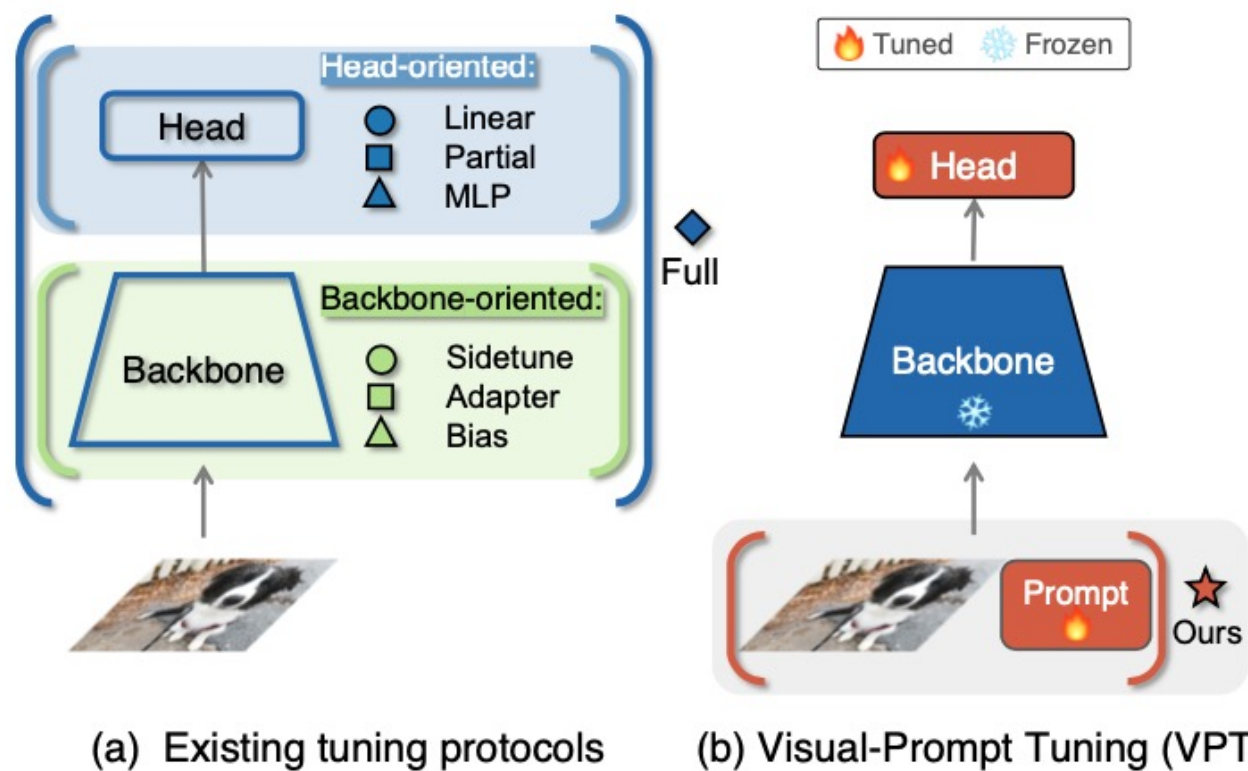 Head-oriented:
Head
Linear
Partial
MLP
Full
Backbone-oriented:
Backbone
Sidetune
Adapter
Bias
(a) Existing tuning protocols
Tuned Frozen
Head
Backbone
Prompt
Ours
(b) Visual-Prompt Tuning (VPT